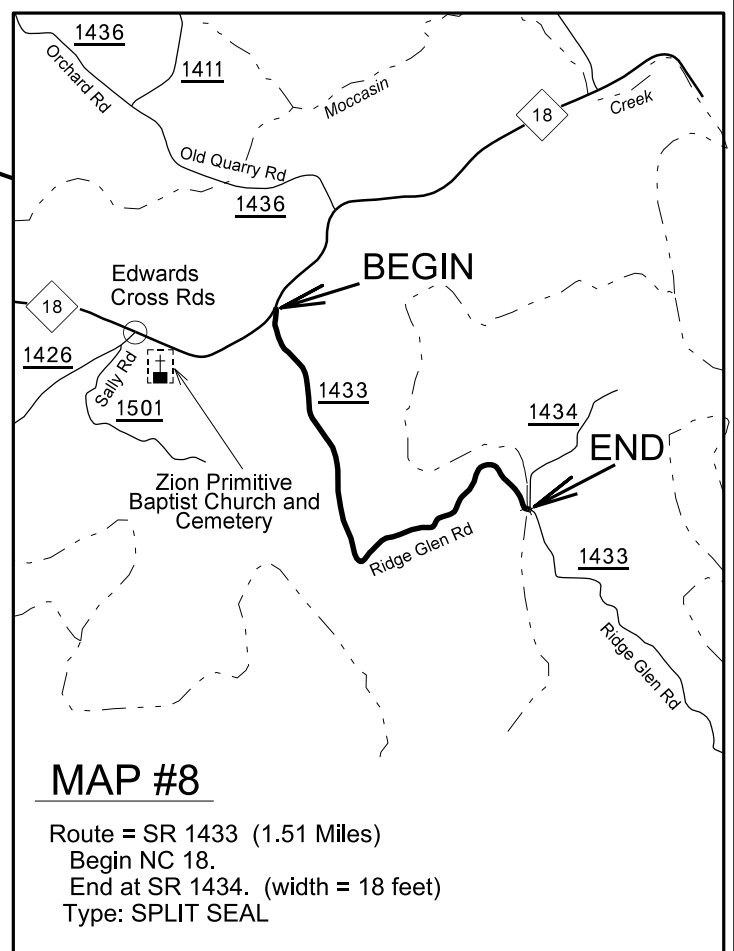 1436
Orchard Rd
1411
Moccasin
18
Creek
Old Quarry Rd
1436
BEGIN
Edwards
Cross Rds
18
1426
Sally Rd
1501
1433
1434
END
Zion Primitive
Baptist Church and
Cemetery
Ridge Glen Rd
1433
Ridge Glen Rd
MAP #8
Route = SR 1433 (1.51 Miles)
Begin NC 18.
End at SR 1434. (width = 18 feet)
Type: SPLIT SEAL